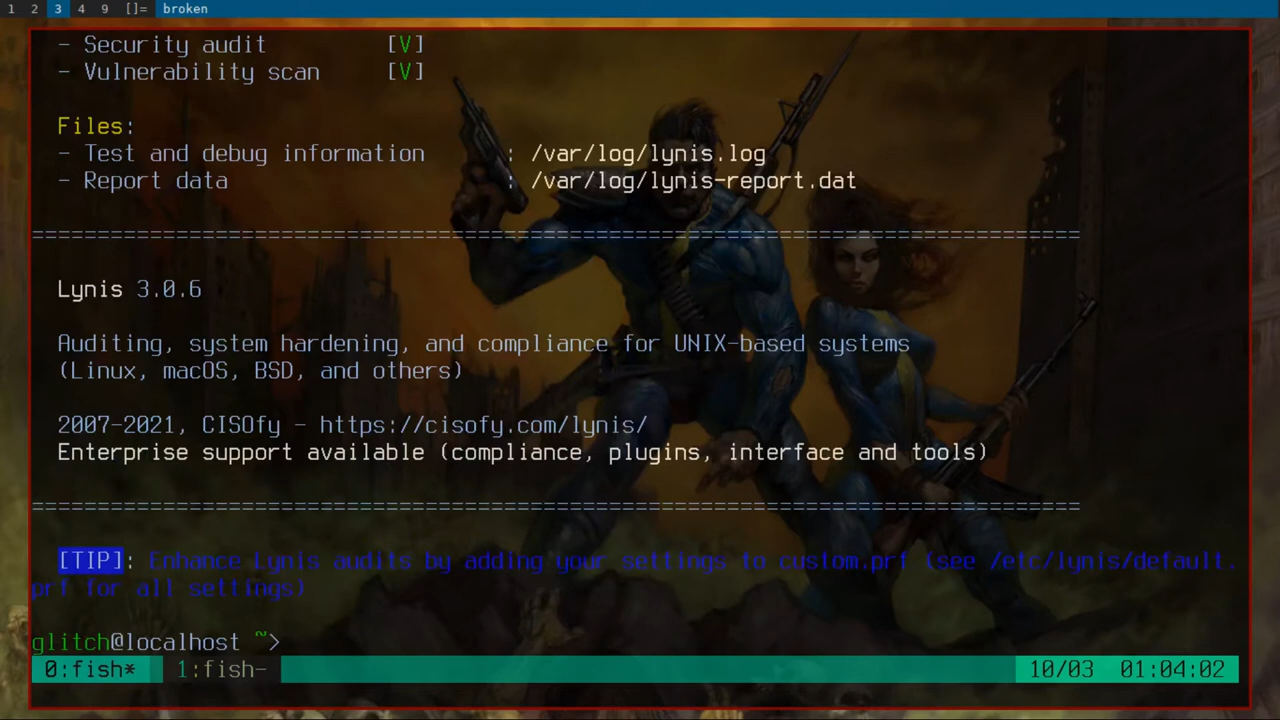 1 2 3 4 9 []= broken
- Security audit [V]
- Vulnerability scan [V]
Files:
- Test and debug information : /var/log/lynis.log
- Report data : /var/log/lynis-report.dat
================================================================================
Lynis 3.0.6
Auditing, system hardening, and compliance for UNIX-based systems
(Linux, macOS, BSD, and others)
2007-2021, CISOfy - https://cisofy.com/lynis/
Enterprise support available (compliance, plugins, interface and tools)
================================================================================
[TIP]: Enhance Lynis audits by adding your settings to custom.prf (see /etc/lynis/default.
prf for all settings)
glitch@localhost ~>
0:fish* 1:fish- 10/03 01:04:02